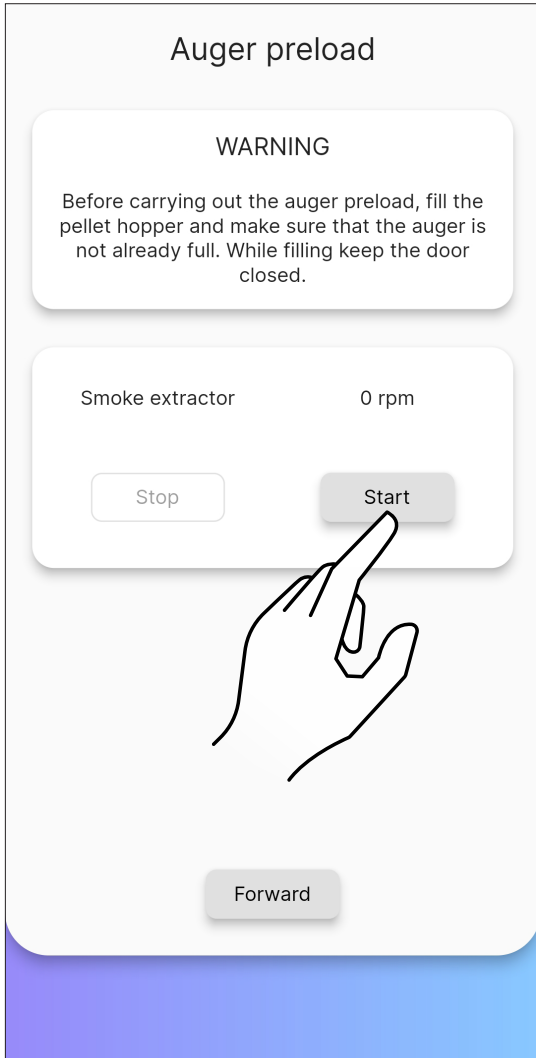 Auger preload
WARNING
Before carrying out the auger preload, fill the
pellet hopper and make sure that the auger is
not already full. While filling keep the door
closed.
Smoke extractor
0 rpm
Stop
Start
Forward